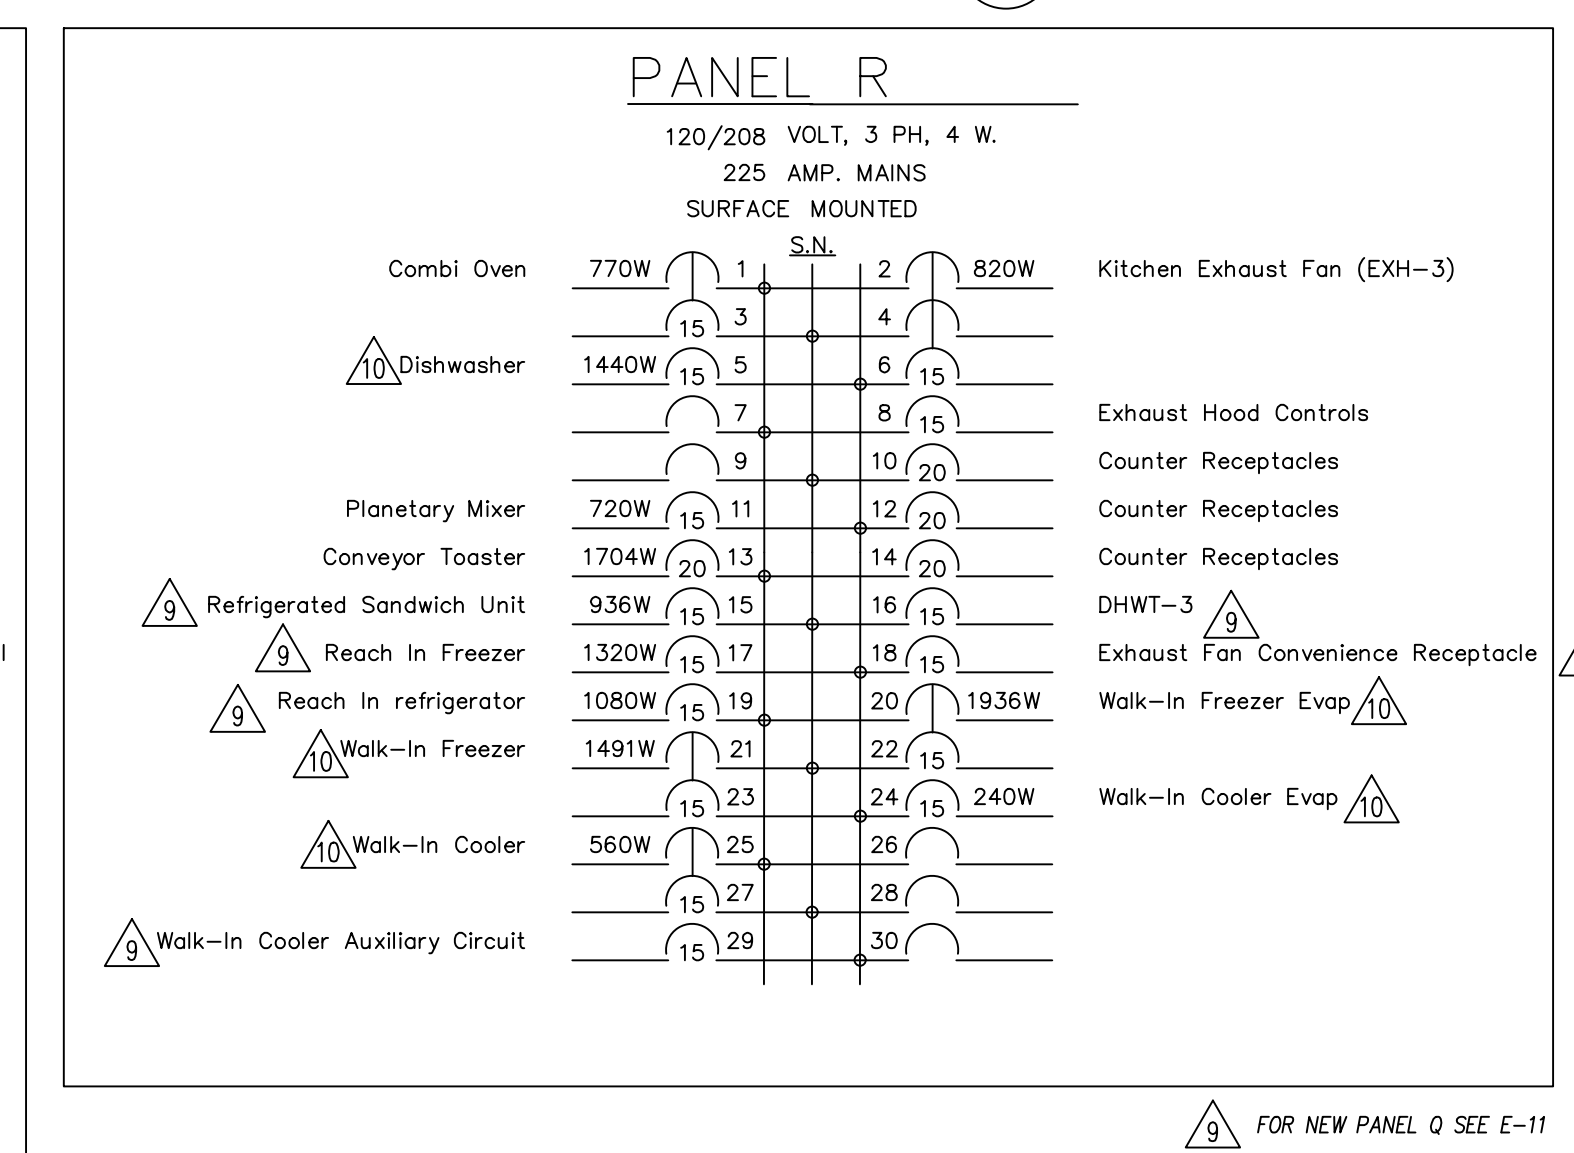 PANEL R
120/208 VOLT, 3 PH, 4 W.
225 AMP. MAINS
SURFACE MOUNTED
S.N.
Combi Oven 770W 1 2 820W Kitchen Exhaust Fan (EXH-3)
15 3 4
10 Dishwasher 1440W 15 5 6 15
7 8 15 Exhaust Hood Controls
9 10 20 Counter Receptacles
Planetary Mixer 720W 15 11 12 20 Counter Receptacles
Conveyor Toaster 1704W 20 13 14 20 Counter Receptacles
9 Refrigerated Sandwich Unit 936W 15 15 16 15 DHWT-3 9
9 Reach In Freezer 1320W 15 17 18 15 Exhaust Fan Convenience Receptacle
9 Reach In refrigerator 1080W 15 19 20 1936W Walk-In Freezer Evap 10
10 Walk-In Freezer 1491W 21 22 15
15 23 24 15 240W Walk-In Cooler Evap 10
10 Walk-In Cooler 560W 25 26
15 27 28
9 Walk-In Cooler Auxiliary Circuit 15 29 30
9 FOR NEW PANEL Q SEE E-11